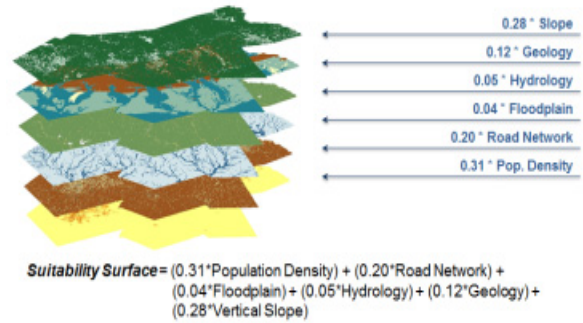 0.28 * Slope
0.12 * Geology
0.05 * Hydrology
0.04 * Floodplain
0.20 * Road Network
0.31 * Pop. Density
Suitability Surface = (0.31*Population Density) + (0.20*Road Network) +
(0.04*Floodplain) + (0.05*Hydrology) + (0.12*Geology) +
(0.28*Vertical Slope)